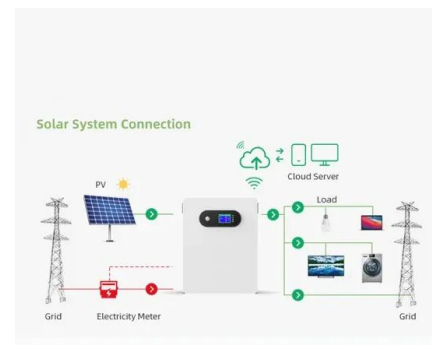 Solar System Connection
Cloud Server
PV
Load
Grid
Electricity Meter
Grid